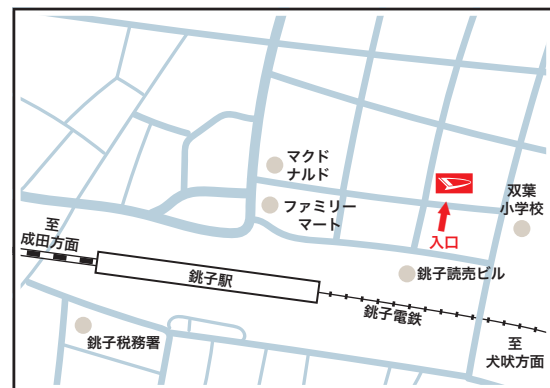 マクド
ナルド
ファミリー
マート
双葉
小学校
入口
至
成田方面
銚子駅
銚子読売ビル
銚子電鉄
銚子税務署
至
犬吠方面